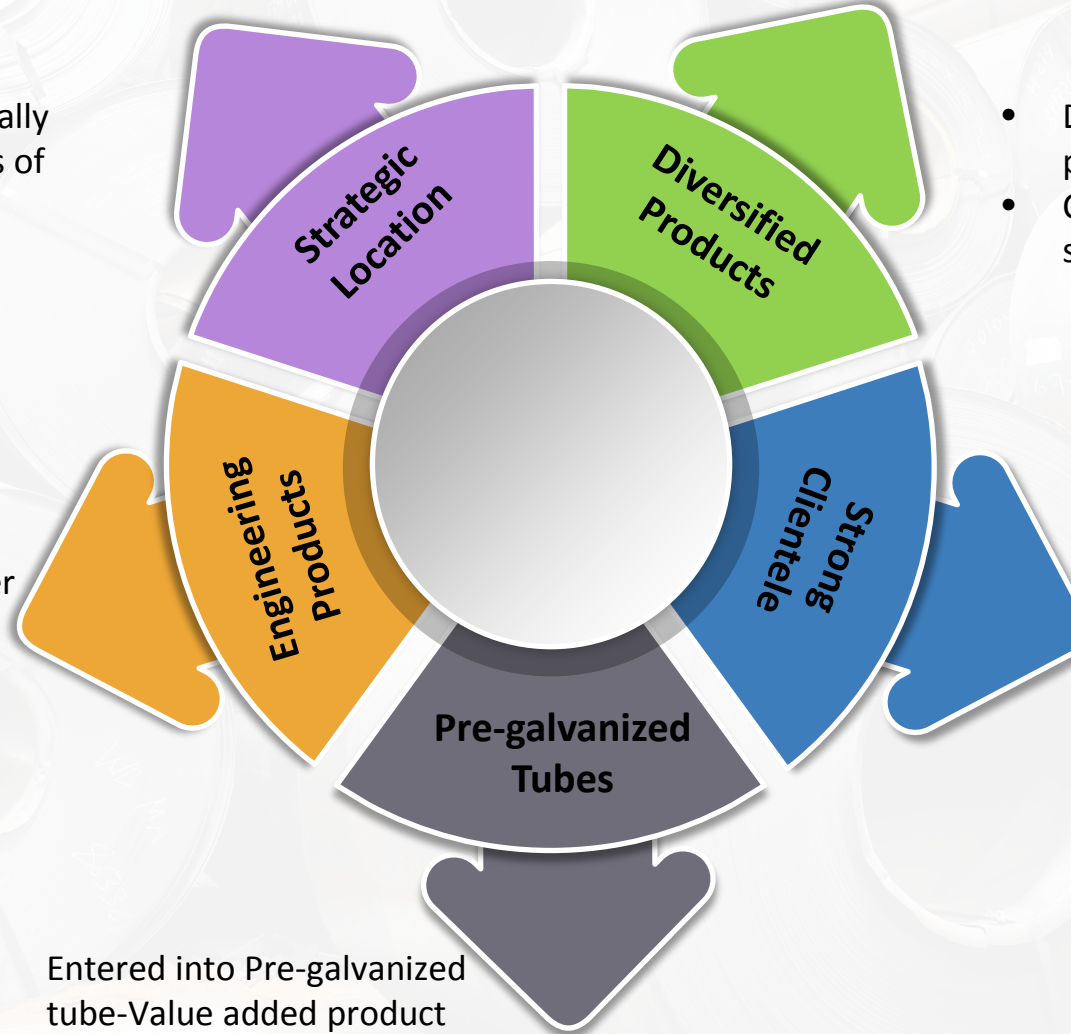 Strategic
Location
Diversified
Products
Engineering
Products
Strong
Clientele
Pre-galvanized
Tubes
s of
Entered into Pre-galvanized
tube-Value added product